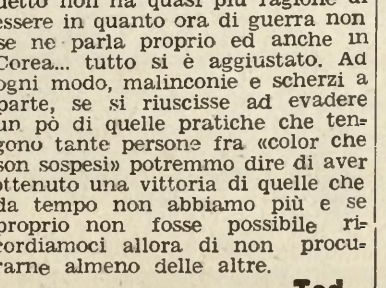 detto non ha quasi più ragione di
essere in quanto ora di guerra non
se ne parla proprio ed anche in
Corea... tutto si è aggiustato. Ad
ogni modo, malinconie e scherzi a
parte, se si riuscisse ad evadere
un pò di quelle pratiche che ten=
gono tante persone fra «color che
son sospesi» potremmo dire di aver
ottenuto una vittoria di quelle che
da tempo non abbiamo più e se
proprio non fosse possibile ri=
cordiamoci allora di non procu=
rarne almeno delle altre.
Ted